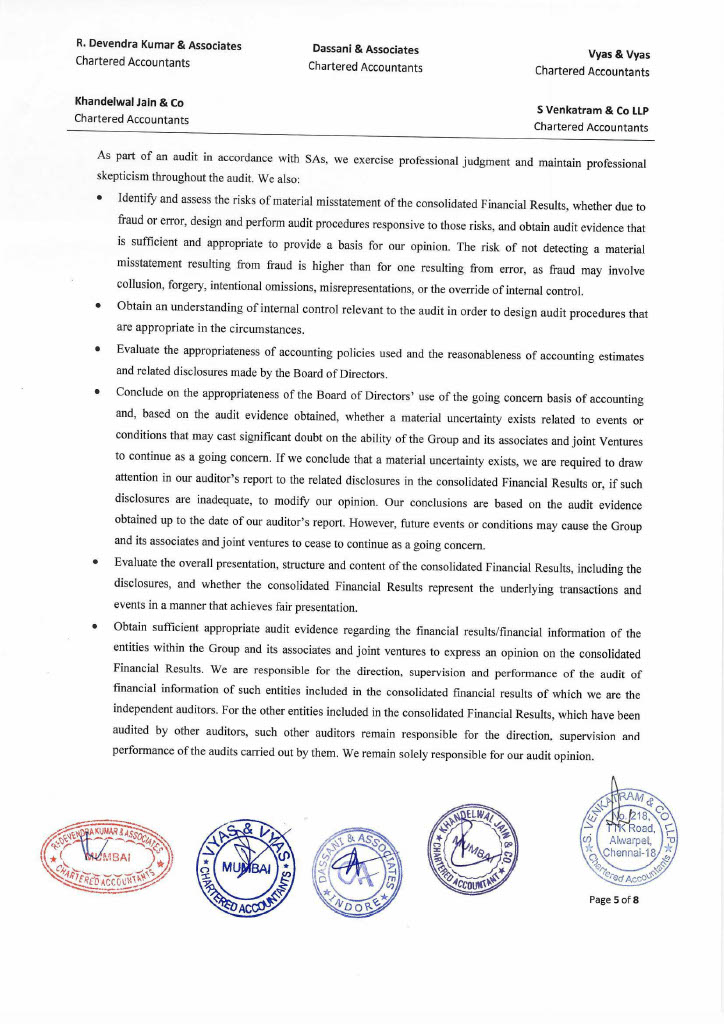 R. Devendra Kumar & Associates
Chartered Accountants
Dassani & Associates
Chartered Accountants
Vyas & Vyas
Chartered Accountants
Khandelwal Jain & Co
Chartered Accountants
S Venkatram & Co LLP
Chartered Accountants
As part of an audit in accordance with SAs, we exercise professional judgment and maintain professional
skepticism throughout the audit. We also:
• Identify and assess the risks of material misstatement of the consolidated Financial Results, whether due to
fraud or error, design and perform audit procedures responsive to those risks, and obtain audit evidence that
is sufficient and appropriate to provide a basis for our opinion. The risk of not detecting a material
misstatement resulting from fraud is higher than for one resulting from error, as fraud may involve
collusion, forgery, intentional omissions, misrepresentations, or the override of internal control.
• Obtain an understanding of internal control relevant to the audit in order to design audit procedures that
are appropriate in the circumstances.
• Evaluate the appropriateness of accounting policies used and the reasonableness of accounting estimates
and related disclosures made by the Board of Directors.
• Conclude on the appropriateness of the Board of Directors' use of the going concern basis of accounting
and, based on the audit evidence obtained, whether a material uncertainty exists related to events or
conditions that may cast significant doubt on the ability of the Group and its associates and joint Ventures
to continue as a going concern. If we conclude that a material uncertainty exists, we are required to draw
attention in our auditor's report to the related disclosures in the consolidated Financial Results or, if such
disclosures are inadequate, to modify our opinion. Our conclusions are based on the audit evidence
obtained up to the date of our auditor's report. However, future events or conditions may cause the Group
and its associates and joint ventures to cease to continue as a going concern.
• Evaluate the overall presentation, structure and content of the consolidated Financial Results, including the
disclosures, and whether the consolidated Financial Results represent the underlying transactions and
events in a manner that achieves fair presentation.
• Obtain sufficient appropriate audit evidence regarding the financial results/financial information of the
entities within the Group and its associates and joint ventures to express an opinion on the consolidated
Financial Results. We are responsible for the direction, supervision and performance of the audit of
financial information of such entities included in the consolidated financial results of which we are the
independent auditors. For the other entities included in the consolidated Financial Results, which have been
audited by other auditors, such other auditors remain responsible for the direction, supervision and
performance of the audits carried out by them. We remain solely responsible for our audit opinion.
R.DEVENDRA KUMAR & ASSOCIATES
MUMBAI
CHARTERED ACCOUNTANTS
VYAS & VYAS
MUMBAI
CHARTERED ACCOUNTANTS
DASSANI & ASSOCIATES
CA
INDORE
KHANDELWAL JAIN & CO
MUMBAI
CHARTERED ACCOUNTANT
S. VENKATRAM & CO LLP
No. 218,
TTK Road,
Alwarpet,
Chennai-18
Chartered Accountants
Page 5 of 8